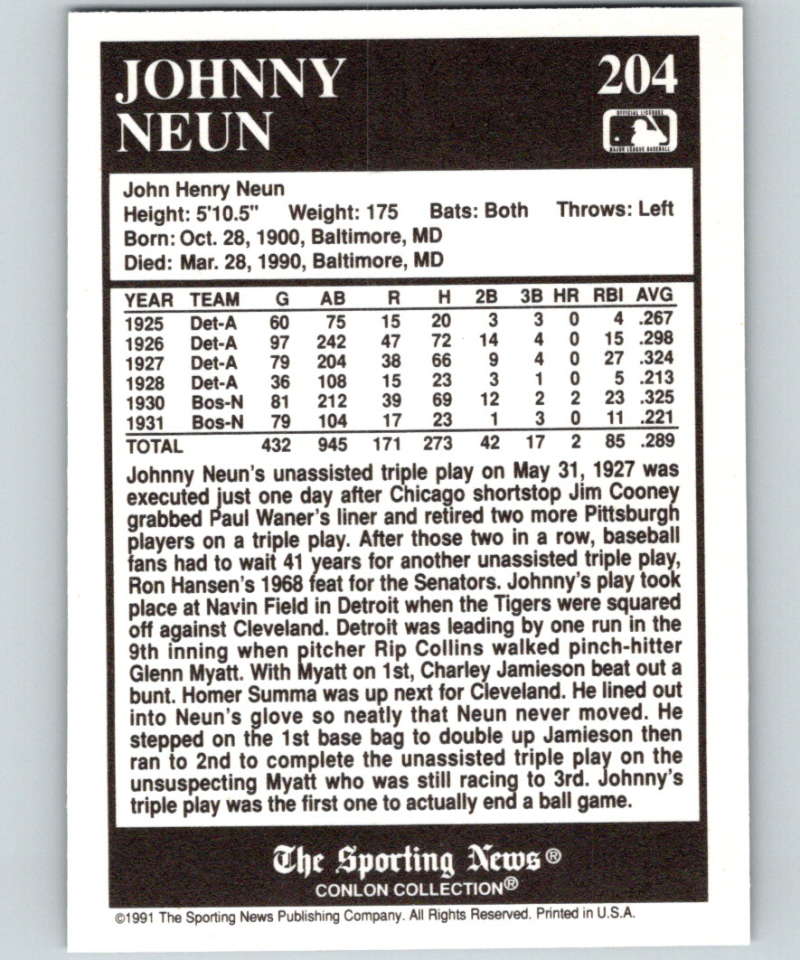 JOHNNY 204
NEUN
OFFICIAL LICENSEE
MAJOR LEAGUE BASEBALL
John Henry Neun
Height: 5'10.5" Weight: 175 Bats: Both Throws: Left
Born: Oct. 28, 1900, Baltimore, MD
Died: Mar. 28, 1990, Baltimore, MD
YEAR TEAM G AB R H 2B 3B HR RBI AVG
1925 Det-A 60 75 15 20 3 3 0 4 .267
1926 Det-A 97 242 47 72 14 4 0 15 .298
1927 Det-A 79 204 38 66 9 4 0 27 .324
1928 Det-A 36 108 15 23 3 1 0 5 .213
1930 Bos-N 81 212 39 69 12 2 2 23 .325
1931 Bos-N 79 104 17 23 1 3 0 11 .221
TOTAL 432 945 171 273 42 17 2 85 .289
Johnny Neun's unassisted triple play on May 31, 1927 was
executed just one day after Chicago shortstop Jim Cooney
grabbed Paul Waner's liner and retired two more Pittsburgh
players on a triple play. After those two in a row, baseball
fans had to wait 41 years for another unassisted triple play,
Ron Hansen's 1968 feat for the Senators. Johnny's play took
place at Navin Field in Detroit when the Tigers were squared
off against Cleveland. Detroit was leading by one run in the
9th inning when pitcher Rip Collins walked pinch-hitter
Glenn Myatt. With Myatt on 1st, Charley Jamieson beat out a
bunt. Homer Summa was up next for Cleveland. He lined out
into Neun's glove so neatly that Neun never moved. He
stepped on the 1st base bag to double up Jamieson then
ran to 2nd to complete the unassisted triple play on the
unsuspecting Myatt who was still racing to 3rd. Johnny's
triple play was the first one to actually end a ball game.
The Sporting News®
CONLON COLLECTION®
©1991 The Sporting News Publishing Company. All Rights Reserved. Printed in U.S.A.